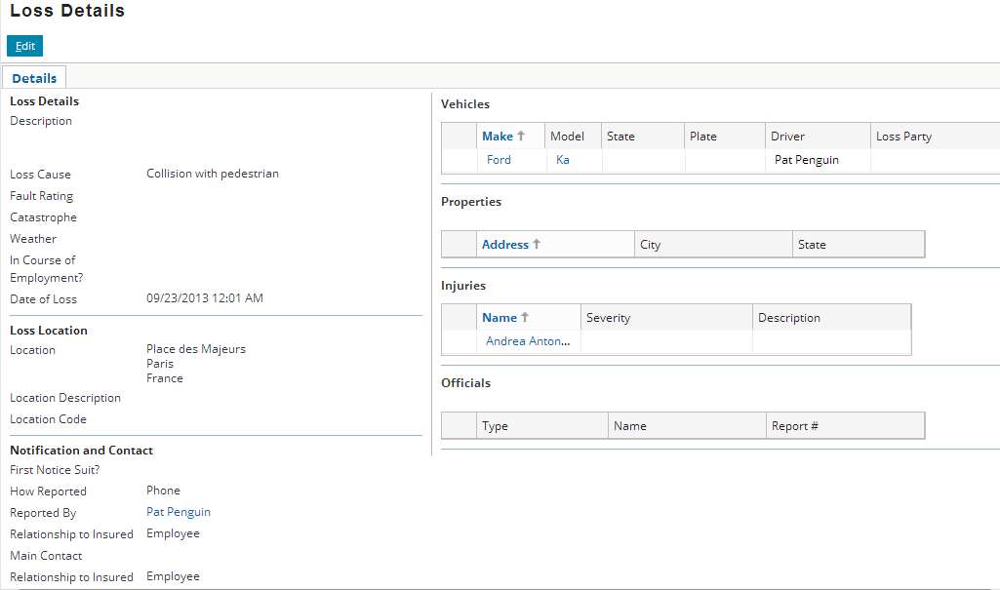 Loss Details
Edit
Details
Loss Details
Description
Loss Cause Collision with pedestrian
Fault Rating
Catastrophe
Weather
In Course of
Employment?
Date of Loss 09/23/2013 12:01 AM
Loss Location
Location Place des Majeurs
Paris
France
Location Description
Location Code
Notification and Contact
First Notice Suit?
How Reported Phone
Reported By Pat Penguin
Relationship to Insured Employee
Main Contact
Relationship to Insured Employee
Vehicles
Make ↑ Model State Plate Driver Loss Party
Ford Ka Pat Penguin
Properties
Address ↑ City State
Injuries
Name ↑ Severity Description
Andrea Anton...
Officials
Type Name Report #